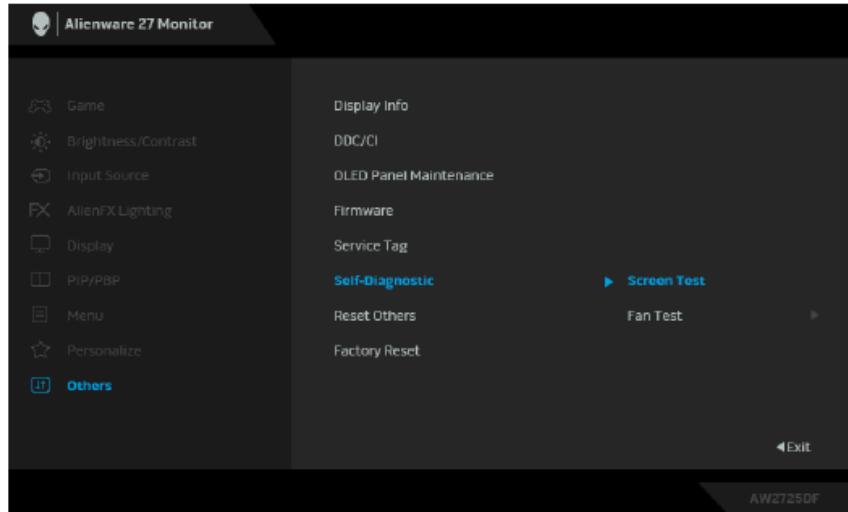 Alienware 27 Monitor
Game
Brightness/Contrast
Input Source
FX AlienFX Lighting
Display
PIP/PBP
Menu
Personalize
Others
Display Info
DDC/CI
OLED Panel Maintenance
Firmware
Service Tag
Self-Diagnostic
Screen Test
Reset Others
Fan Test
Factory Reset
Exit
AW2725DF